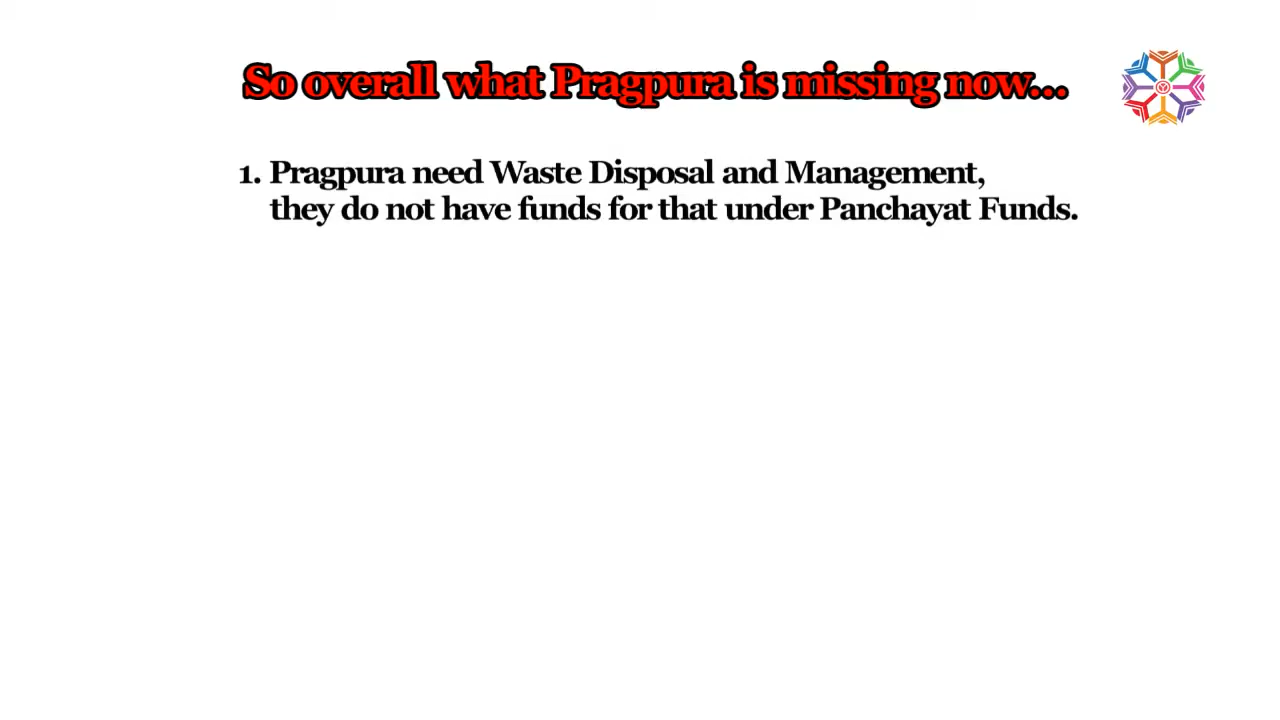 So overall what Pragpura is missing now...
1. Pragpura need Waste Disposal and Management,
they do not have funds for that under Panchayat Funds.